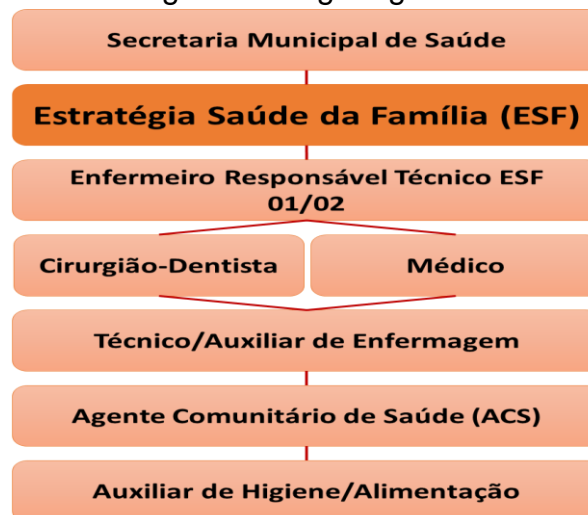 Secretaria Municipal de Saúde
Estratégia Saúde da Família (ESF)
Enfermeiro Responsável Técnico ESF
01/02
Cirurgião-Dentista
Médico
Técnico/Auxiliar de Enfermagem
Agente Comunitário de Saúde (ACS)
Auxiliar de Higiene/Alimentação